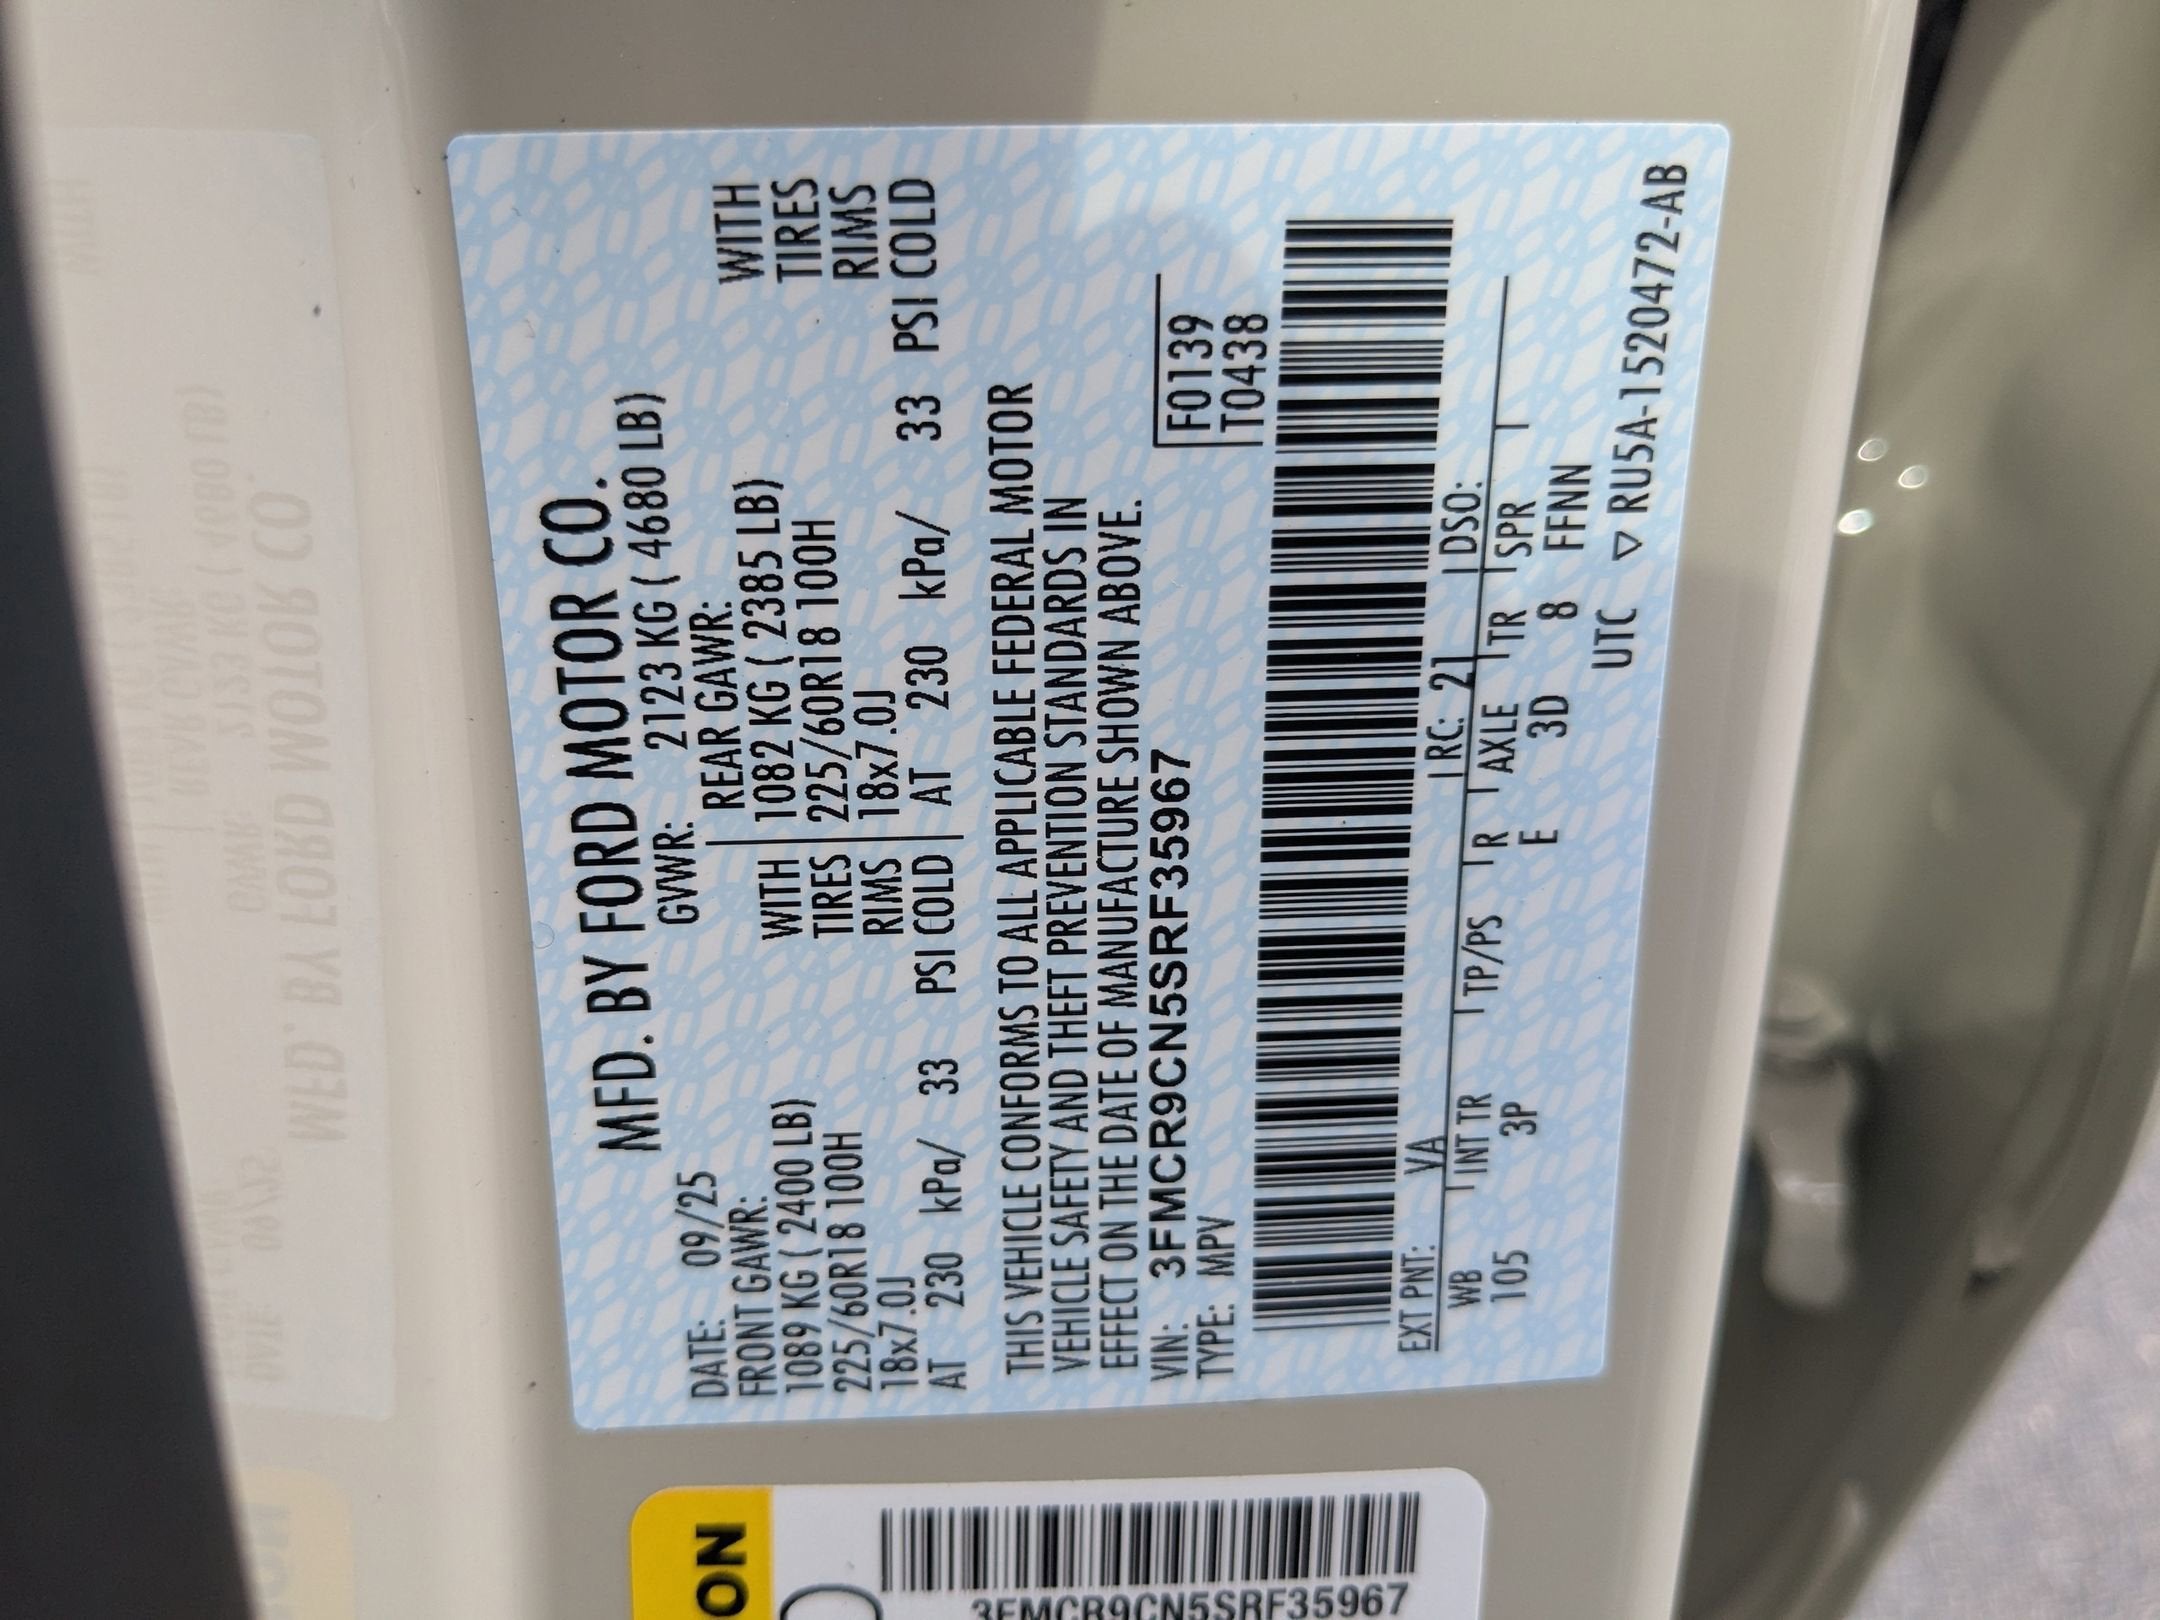 MFD. BY FORD MOTOR CO.
DATE: 09/25 GVWR: 2123 KG ( 4680 LB)
FRONT GAWR: REAR GAWR:
1089 KG ( 2400 LB) WITH 1082 KG ( 2385 LB) WITH
225/60R18 100H TIRES 225/60R18 100H TIRES
18x7.0J RIMS 18x7.0J RIMS
AT 230 kPa/ 33 PSI COLD AT 230 kPa/ 33 PSI COLD
THIS VEHICLE CONFORMS TO ALL APPLICABLE FEDERAL MOTOR
VEHICLE SAFETY AND THEFT PREVENTION STANDARDS IN
EFFECT ON THE DATE OF MANUFACTURE SHOWN ABOVE.
VIN: 3FMCR9CN5SRF35967 F0139
TYPE: MPV T0438
EXT PNT: VA RC: 21 DSO:
WB INT TR TP/PS R AXLE TR SPR
105 3P E 3D 8 FFNN
UTC ▽ RU5A-1520472-AB
ON
3FMCR9CN5SRF35967